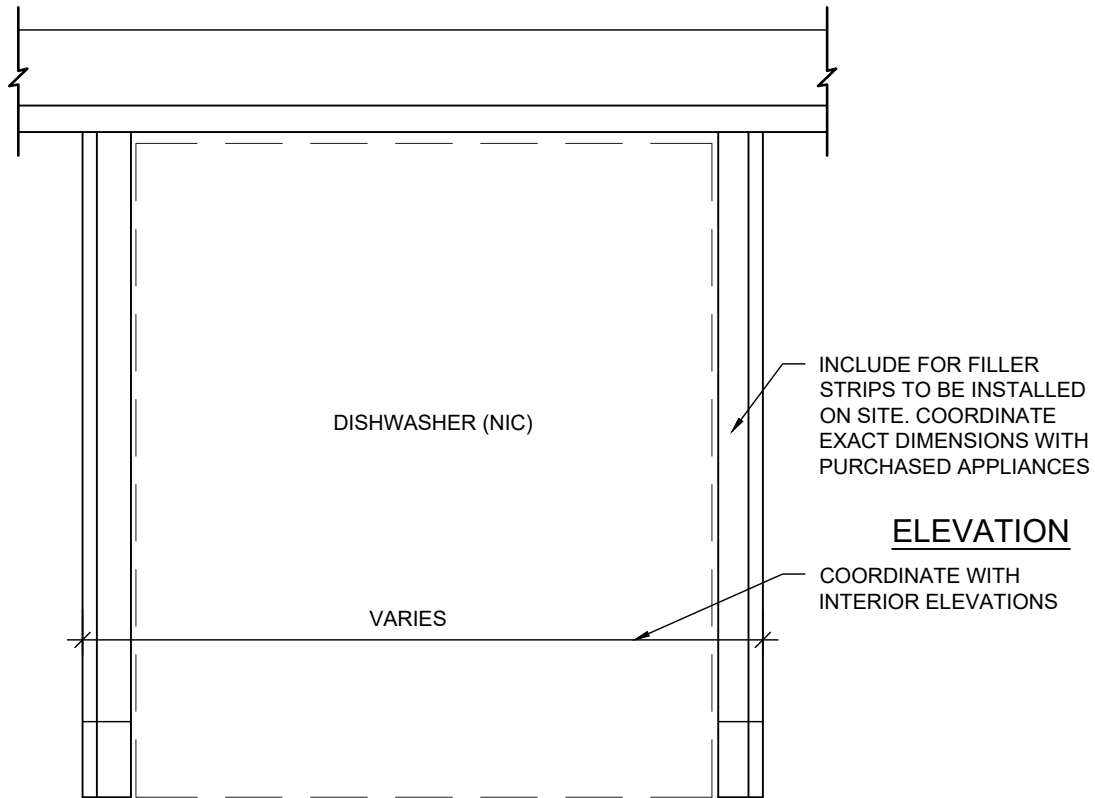 DISHWASHER (NIC)
INCLUDE FOR FILLER
STRIPS TO BE INSTALLED
ON SITE. COORDINATE
EXACT DIMENSIONS WITH
PURCHASED APPLIANCES
ELEVATION
COORDINATE WITH
INTERIOR ELEVATIONS
VARIES